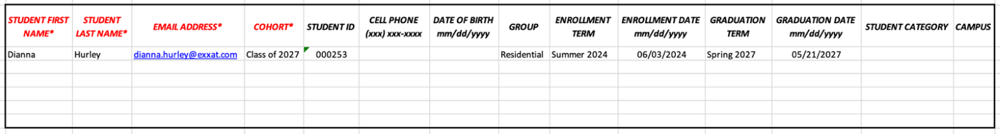 STUDENT FIRST NAME* STUDENT LAST NAME* EMAIL ADDRESS* COHORT* STUDENT ID CELL PHONE (xxx) xxx-xxxx DATE OF BIRTH mm/dd/yyyy GROUP ENROLLMENT TERM ENROLLMENT DATE mm/dd/yyyy GRADUATION TERM GRADUATION DATE mm/dd/yyyy STUDENT CATEGORY CAMPUS
Dianna Hurley dianna.hurley@exxat.com Class of 2027 000253 Residential Summer 2024 06/03/2024 Spring 2027 05/21/2027